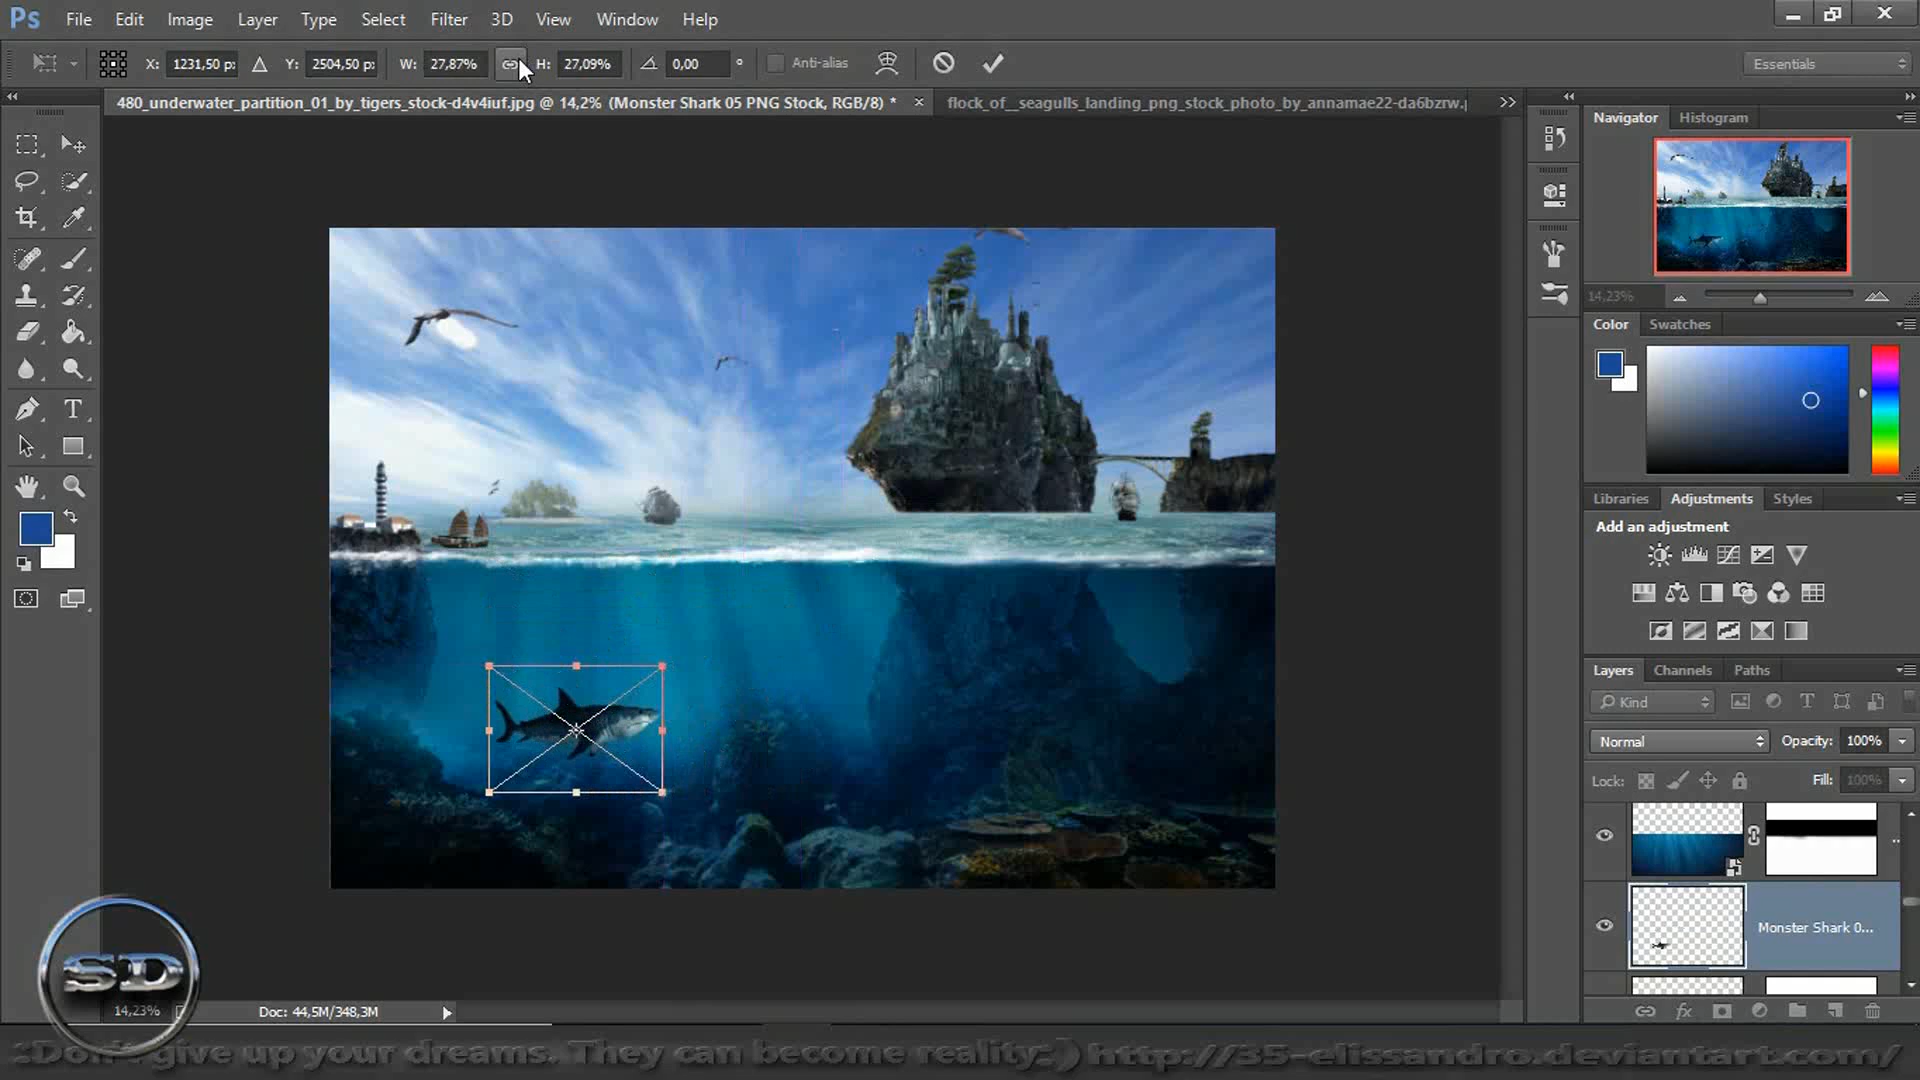 Ps File Edit Image Layer Type Select Filter 3D View Window Help
X: 1231,50 p: Y: 2504,50 p: W: 27,87% H: 27,09% 0,00 ° Anti-alias Essentials
480_underwater_partition_01_by_tigers_stock-d4v4iuf.jpg @ 14,2% (Monster Shark 05 PNG Stock, RGB/8) * × flock_of__seagulls_landing_png_stock_photo_by_annamae22-da6bzrw.p
Navigator Histogram
14,23%
Color Swatches
Libraries Adjustments Styles
Add an adjustment
Layers Channels Paths
Kind
Normal Opacity: 100%
Lock: Fill: 100%
Monster Shark 0...
SD
14,23% Doc: 44,5M/348,3M
:Don't give up your dreams. They can become reality:) http://35-elissandro.deviantart.com/